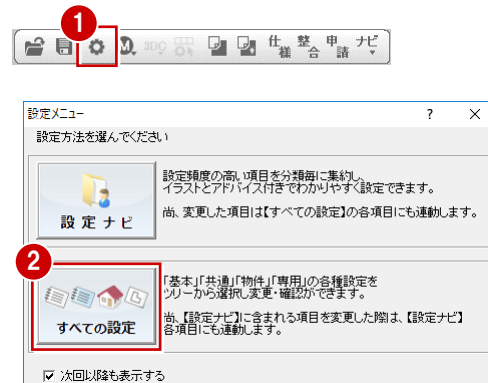 1
M 3DC 仕様 整合 申請 ナビ
設定メニュー ? ×
設定方法を選んでください
設定ナビ
設定頻度の高い項目を分類毎に集約し、
イラストとアドバイス付きでわかりやすく設定できます。
尚、変更した項目は【すべての設定】の各項目にも連動します。
2
すべての設定
「基本」「共通」「物件」「専用」の各種設定を
ツリーから選択し変更・確認ができます。
尚、【設定ナビ】に含まれる項目を変更した際は、【設定ナビ】
各項目にも連動します。
次回以降も表示する